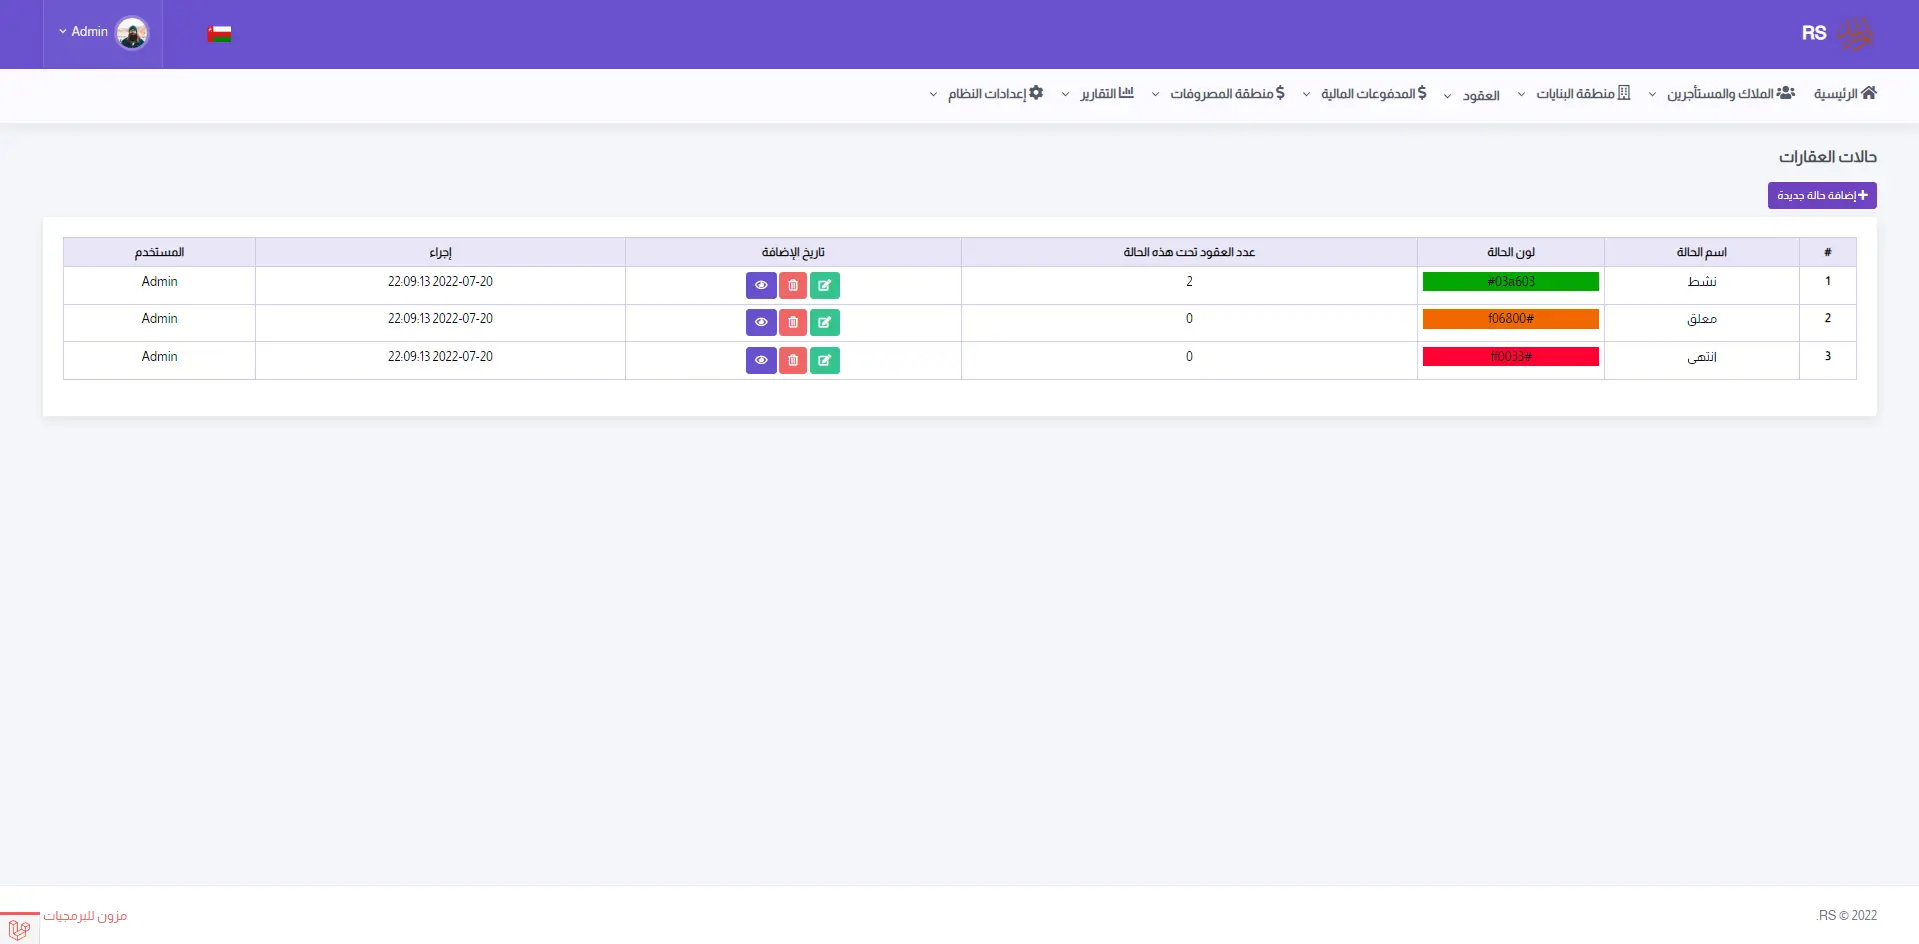 RS
Admin
الرئيسية
الملاك والمستأجرين
منطقة البنايات
العقود
المدفوعات المالية
منطقة المصروفات
التقارير
إعدادات النظام
حالات العقارات
إضافة حالة جديدة
# اسم الحالة لون الحالة عدد العقود تحت هذه الحالة تاريخ الإضافة إجراء المستخدم
1 نشط #03a603 2 22:09:13 2022-07-20 Admin
2 معلق f06800# 0 22:09:13 2022-07-20 Admin
3 انتهى ff0033# 0 22:09:13 2022-07-20 Admin
.RS © 2022
مزون للبرمجيات